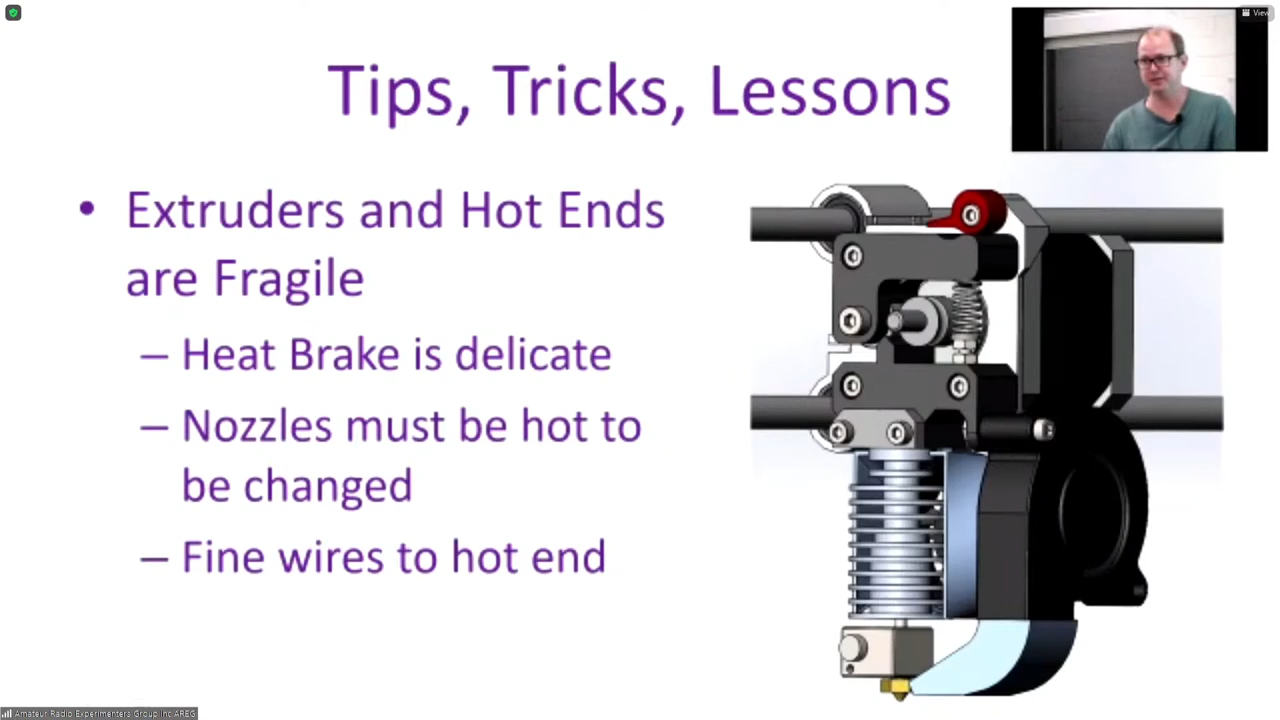 View
Tips, Tricks, Lessons
• Extruders and Hot Ends
are Fragile
– Heat Brake is delicate
– Nozzles must be hot to
be changed
– Fine wires to hot end
Amateur Radio Experimenters Group Inc AREG